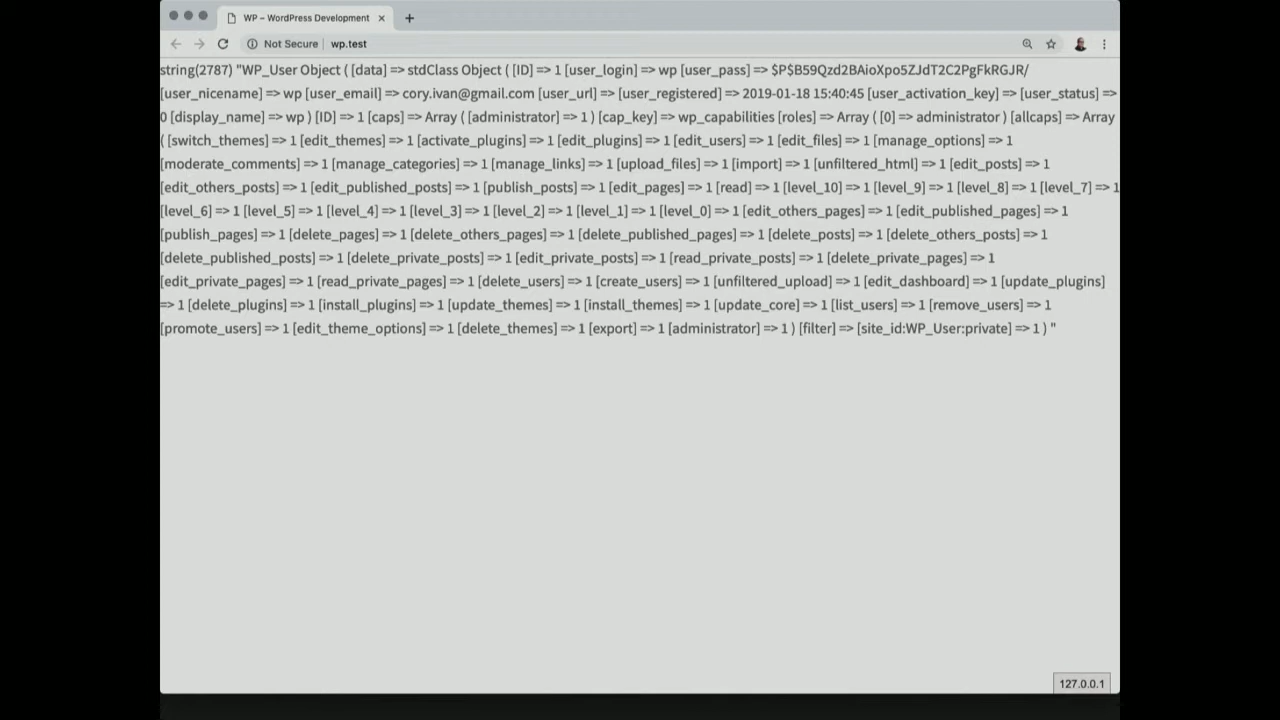 WP – WordPress Development
Not Secure | wp.test
string(2787) "WP_User Object ( [data] => stdClass Object ( [ID] => 1 [user_login] => wp [user_pass] => $P$B59Qzd2BAioXpo5ZJdT2C2PgFkRGJR/
[user_nicename] => wp [user_email] => cory.ivan@gmail.com [user_url] => [user_registered] => 2019-01-18 15:40:45 [user_activation_key] => [user_status] =>
0 [display_name] => wp ) [ID] => 1 [caps] => Array ( [administrator] => 1 ) [cap_key] => wp_capabilities [roles] => Array ( [0] => administrator ) [allcaps] => Array
( [switch_themes] => 1 [edit_themes] => 1 [activate_plugins] => 1 [edit_plugins] => 1 [edit_users] => 1 [edit_files] => 1 [manage_options] => 1
[moderate_comments] => 1 [manage_categories] => 1 [manage_links] => 1 [upload_files] => 1 [import] => 1 [unfiltered_html] => 1 [edit_posts] => 1
[edit_others_posts] => 1 [edit_published_posts] => 1 [publish_posts] => 1 [edit_pages] => 1 [read] => 1 [level_10] => 1 [level_9] => 1 [level_8] => 1 [level_7] => 1
[level_6] => 1 [level_5] => 1 [level_4] => 1 [level_3] => 1 [level_2] => 1 [level_1] => 1 [level_0] => 1 [edit_others_pages] => 1 [edit_published_pages] => 1
[publish_pages] => 1 [delete_pages] => 1 [delete_others_pages] => 1 [delete_published_pages] => 1 [delete_posts] => 1 [delete_others_posts] => 1
[delete_published_posts] => 1 [delete_private_posts] => 1 [edit_private_posts] => 1 [read_private_posts] => 1 [delete_private_pages] => 1
[edit_private_pages] => 1 [read_private_pages] => 1 [delete_users] => 1 [create_users] => 1 [unfiltered_upload] => 1 [edit_dashboard] => 1 [update_plugins]
=> 1 [delete_plugins] => 1 [install_plugins] => 1 [update_themes] => 1 [install_themes] => 1 [update_core] => 1 [list_users] => 1 [remove_users] => 1
[promote_users] => 1 [edit_theme_options] => 1 [delete_themes] => 1 [export] => 1 [administrator] => 1 ) [filter] => [site_id:WP_User:private] => 1 ) "
127.0.0.1